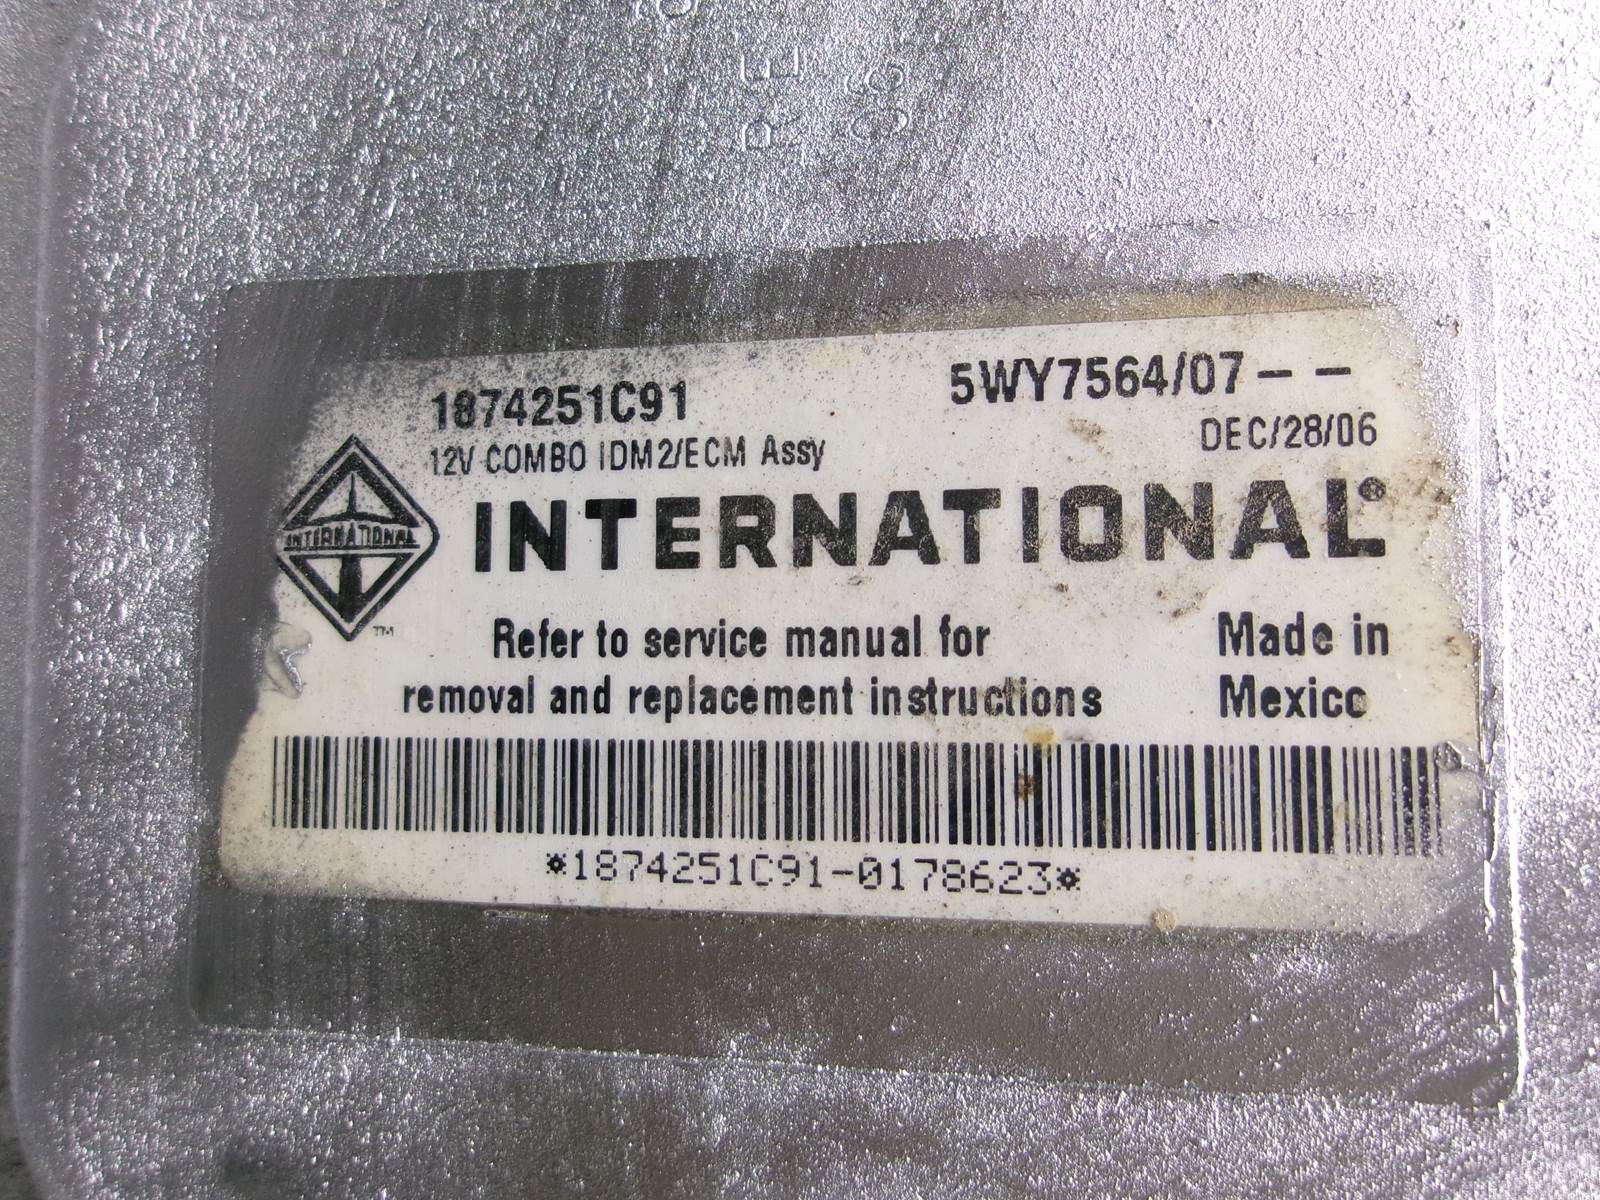 1874251C91
5WY7564/07 – –
12V COMBO IDM2/ECM Assy
DEC/28/06
INTERNATIONAL
INTERNATIONAL®
™
Refer to service manual for
removal and replacement instructions
Made in
Mexico
*1874251C91-0178623*